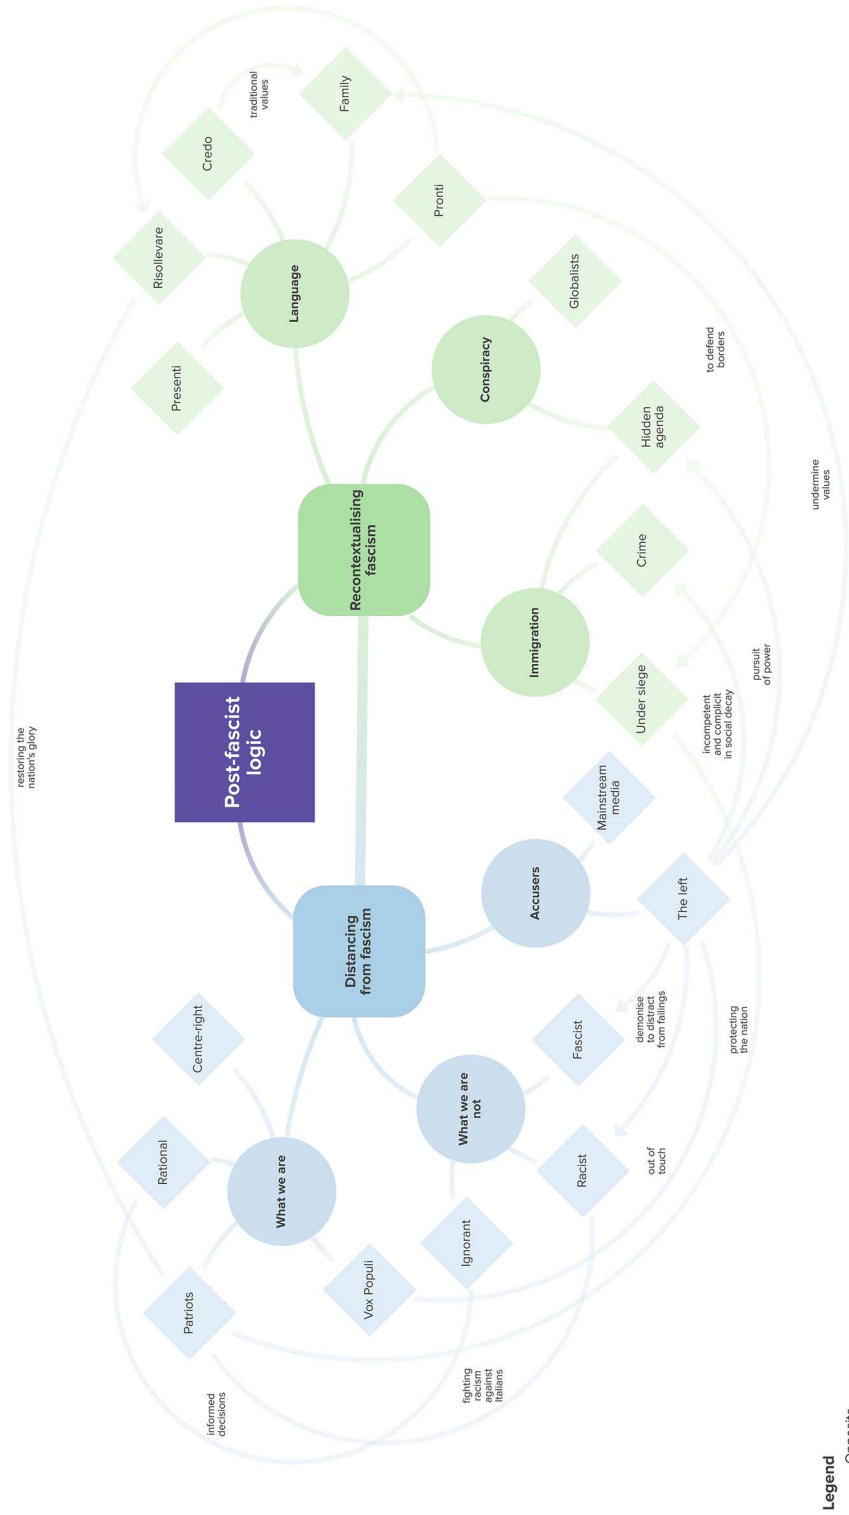 restoring the
nation's glory
Post-fascist
logic
Patriots
Rational
Centre-right
Presenti
Risollevare
Credo
informed
decisions
traditional
values
What we are
Language
Family
Vox Populi
Distancing
from fascism
Recontextualising
fascism
Pronti
Ignorant
What we are
not
fighting
racism
against
Italians
Conspiracy
Accusers
Immigration
Globalists
Racist
Fascist
Mainstream
media
Under siege
Crime
Hidden
agenda
out of
touch
demonise
to distract
from failings
The left
incompetent
and complicit
in social decay
to defend
borders
protecting
the nation
pursuit
of power
undermine
values
Legend